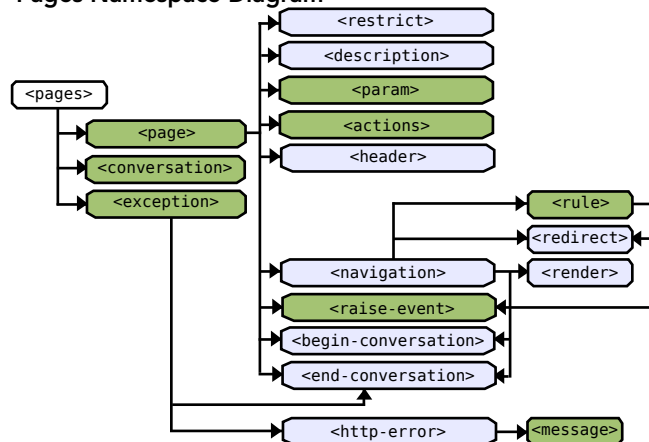 Pages Namespace Diagram
<restrict>
<description>
<pages>
<param>
<page>
<actions>
<conversation>
<header>
<exception>
<rule>
<redirect>
<navigation>
<render>
<raise-event>
<begin-conversation>
<end-conversation>
<http-error>
<message>